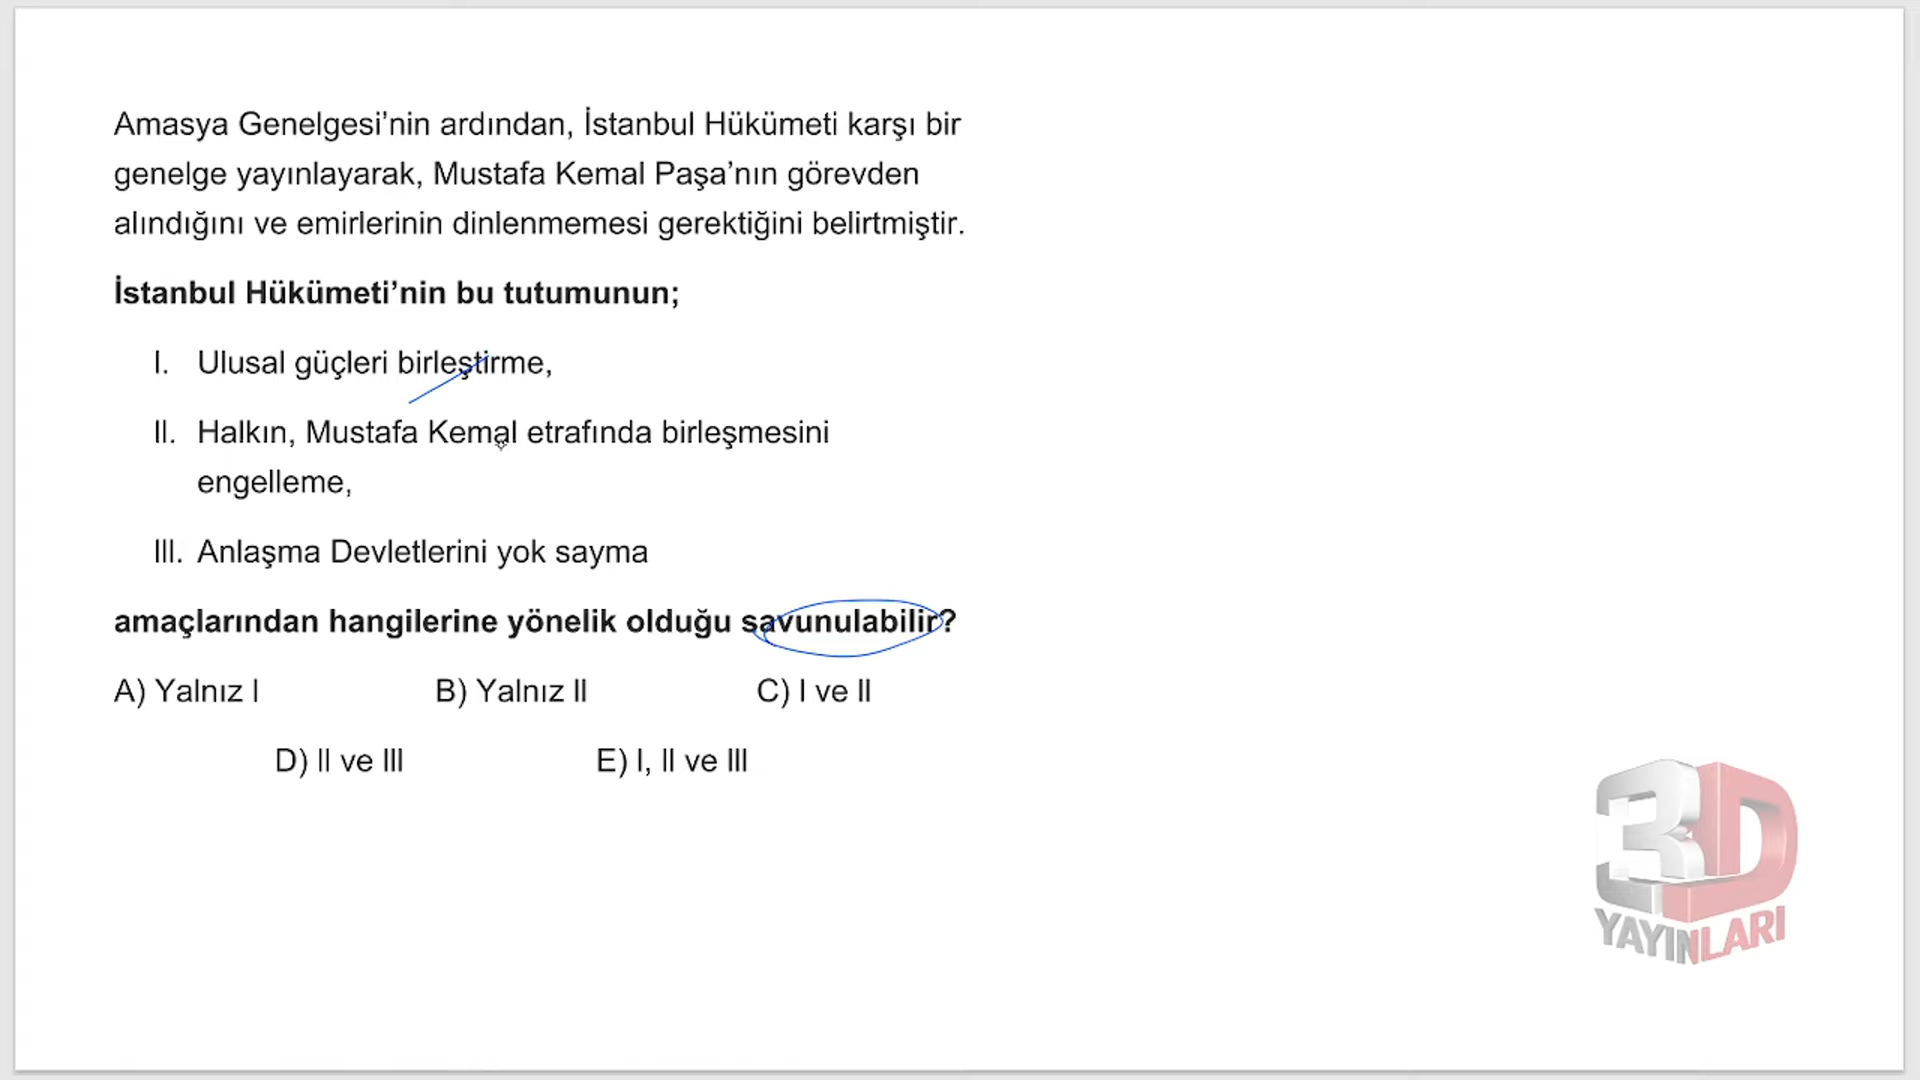 Amasya Genelgesi’nin ardından, İstanbul Hükümeti karşı bir
genelge yayınlayarak, Mustafa Kemal Paşa’nın görevden
alındığını ve emirlerinin dinlenmemesi gerektiğini belirtmiştir.
İstanbul Hükümeti’nin bu tutumunun;
I. Ulusal güçleri birleştirme,
II. Halkın, Mustafa Kemal etrafında birleşmesini
engelleme,
III. Anlaşma Devletlerini yok sayma
amaçlarından hangilerine yönelik olduğu savunulabilir?
A) Yalnız I B) Yalnız II C) I ve II
D) II ve III E) I, II ve III
3D
YAYINLARI